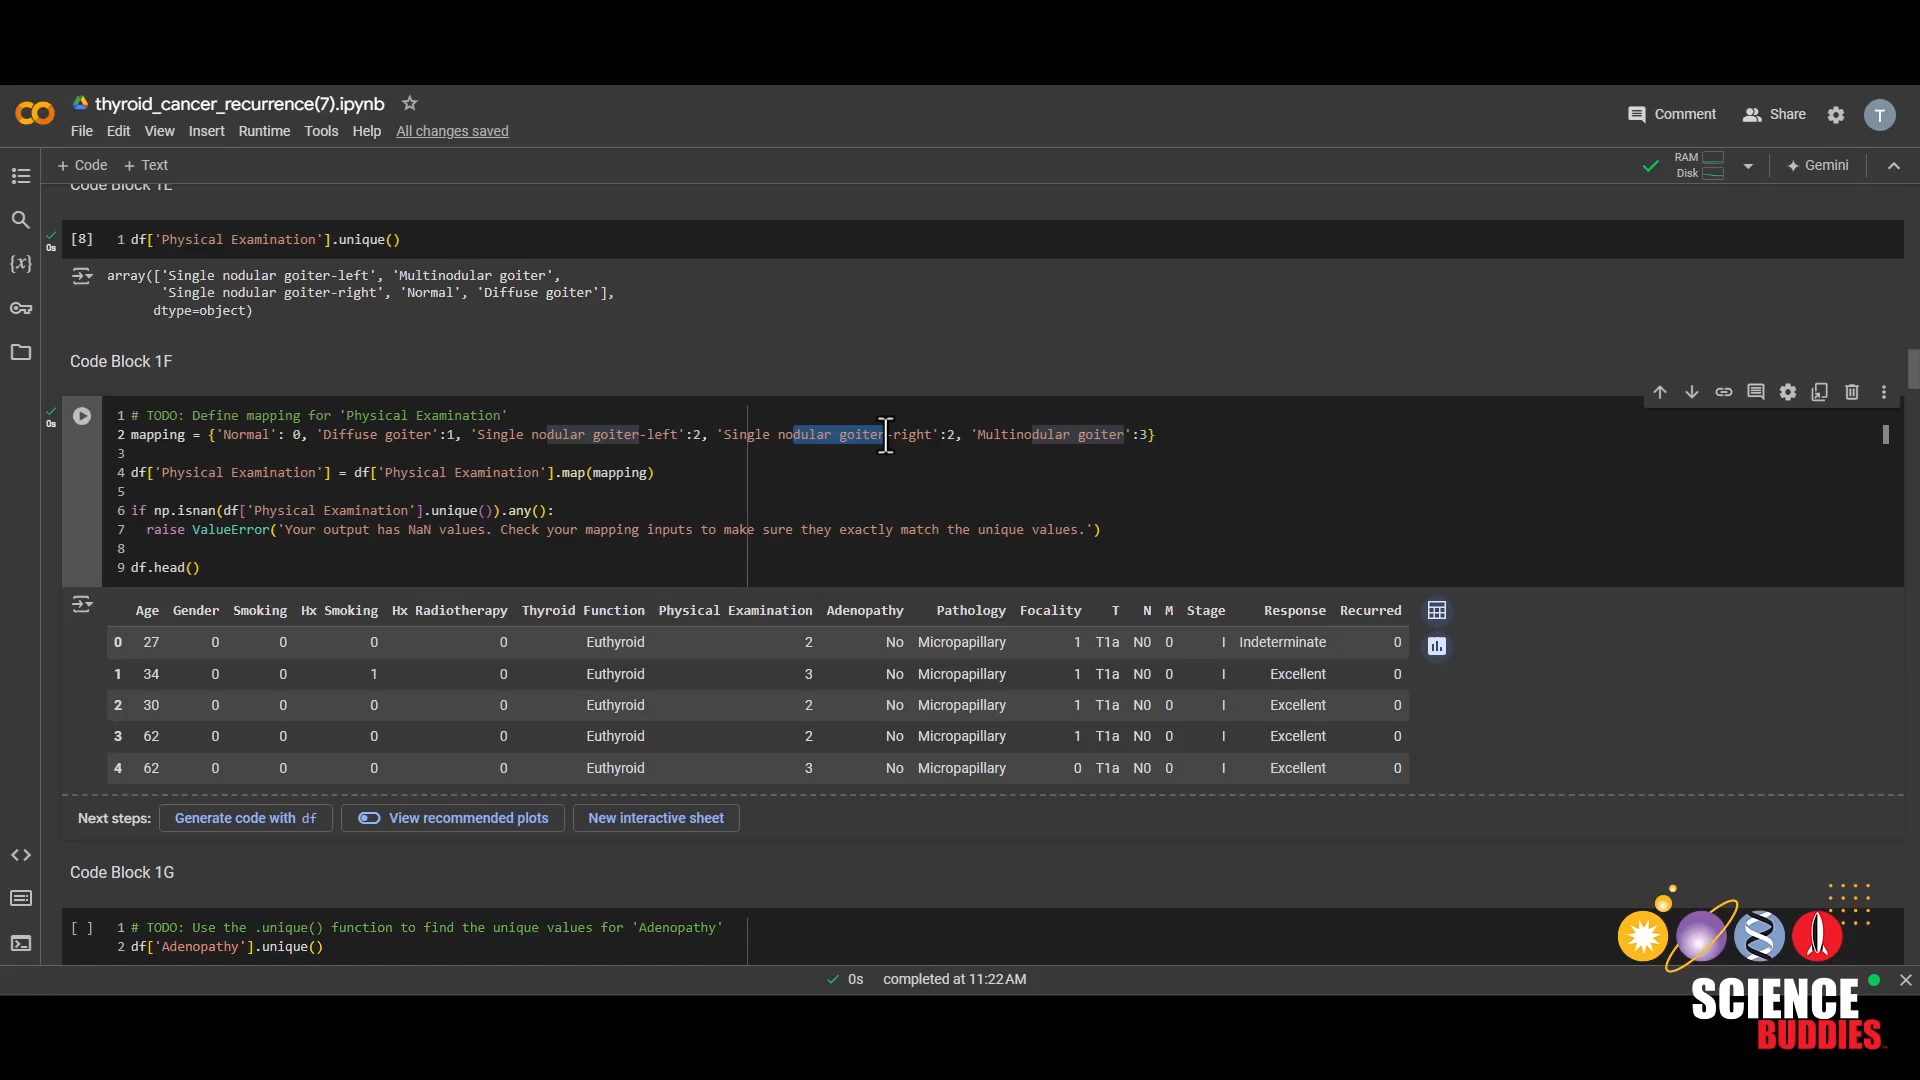 thyroid_cancer_recurrence(7).ipynb
Comment Share T
File Edit View Insert Runtime Tools Help All changes saved
+ Code + Text
RAM
Disk
Gemini
Code Block 1E
[8] 1 df['Physical Examination'].unique()
0s
array(['Single nodular goiter-left', 'Multinodular goiter',
'Single nodular goiter-right', 'Normal', 'Diffuse goiter'],
dtype=object)
Code Block 1F
0s
1 # TODO: Define mapping for 'Physical Examination'
2 mapping = {'Normal': 0, 'Diffuse goiter':1, 'Single nodular goiter-left':2, 'Single nodular goiter-right':2, 'Multinodular goiter':3}
3
4 df['Physical Examination'] = df['Physical Examination'].map(mapping)
5
6 if np.isnan(df['Physical Examination'].unique()).any():
7 raise ValueError('Your output has NaN values. Check your mapping inputs to make sure they exactly match the unique values.')
8
9 df.head()
Age Gender Smoking Hx Smoking Hx Radiotherapy Thyroid Function Physical Examination Adenopathy Pathology Focality T N M Stage Response Recurred
0 27 0 0 0 0 Euthyroid 2 No Micropapillary 1 T1a N0 0 I Indeterminate 0
1 34 0 0 1 0 Euthyroid 3 No Micropapillary 1 T1a N0 0 I Excellent 0
2 30 0 0 0 0 Euthyroid 2 No Micropapillary 1 T1a N0 0 I Excellent 0
3 62 0 0 0 0 Euthyroid 2 No Micropapillary 1 T1a N0 0 I Excellent 0
4 62 0 0 0 0 Euthyroid 3 No Micropapillary 0 T1a N0 0 I Excellent 0
Next steps: Generate code with df View recommended plots New interactive sheet
Code Block 1G
[ ] 1 # TODO: Use the .unique() function to find the unique values for 'Adenopathy'
2 df['Adenopathy'].unique()
0s completed at 11:22 AM
SCIENCE
BUDDIES